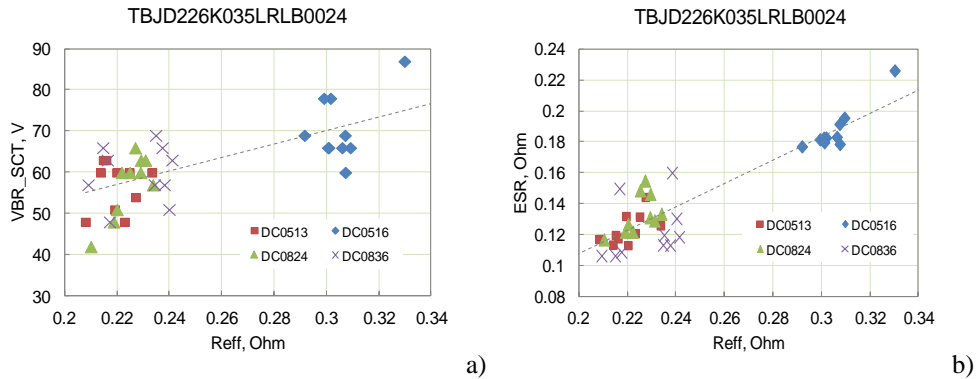 TBJD226K035LRLB0024
VBR_SCT, V
90
80
70
60
50
40
30
0.2 0.22 0.24 0.26 0.28 0.3 0.32 0.34
Reff, Ohm
DC0513 DC0516
DC0824 DC0836
a)
TBJD226K035LRLB0024
ESR, Ohm
0.24
0.22
0.2
0.18
0.16
0.14
0.12
0.1
0.08
0.2 0.22 0.24 0.26 0.28 0.3 0.32 0.34
Reff, Ohm
DC0513 DC0516
DC0824 DC0836
b)